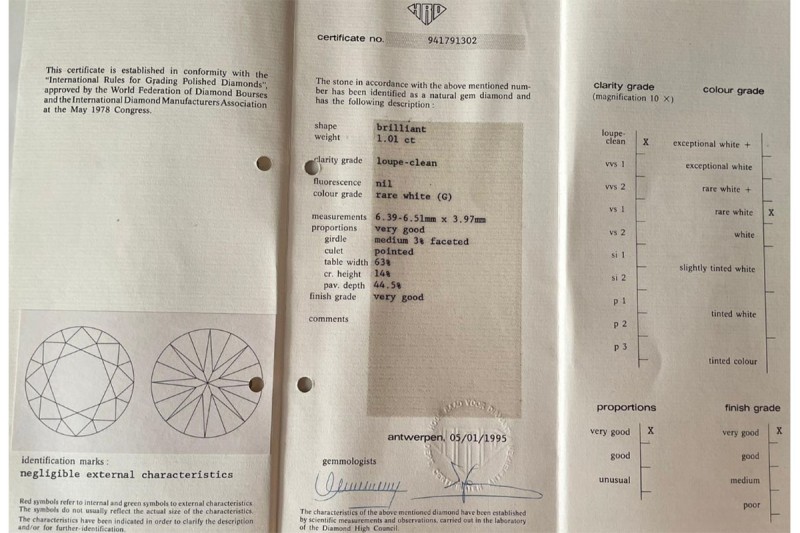 This certificate is established in conformity with the
"International Rules for Grading Polished Diamonds",
approved by the World Federation of Diamond Bourses
and the International Diamond Manufacturers Association
at the May 1978 Congress.
identification marks :
negligible external characteristics
Red symbols refer to internal and green symbols to external characteristics.
The symbols do not usually reflect the actual size of the characteristics.
The characteristics have been indicated in order to clarify the description
and/or for further identification.
HRD
certificate no. 941791302
The stone in accordance with the above mentioned num-
ber has been identified as a natural gem diamond and
has the following description :
shape brilliant
weight 1.01 ct
clarity grade loupe-clean
fluorescence nil
colour grade rare white (G)
measurements 6.39-6.51mm x 3.97mm
proportions very good
girdle medium 3% faceted
culet pointed
table width 63%
cr. height 14%
pav. depth 44.5%
finish grade very good
comments
antwerpen, 05/01/1995
gemmologists
The characteristics of the above mentioned diamond have been established
by scientific measurements and observations, carried out in the laboratory
of the Diamond High Council.
clarity grade
(magnification 10 ×)
loupe-
clean X
vvs 1
vvs 2
vs 1
vs 2
si 1
si 2
p 1
p 2
p 3
colour grade
exceptional white +
exceptional white
rare white +
rare white X
white
slightly tinted white
tinted white
tinted colour
proportions
very good X
good
unusual
finish grade
very good X
good
medium
poor